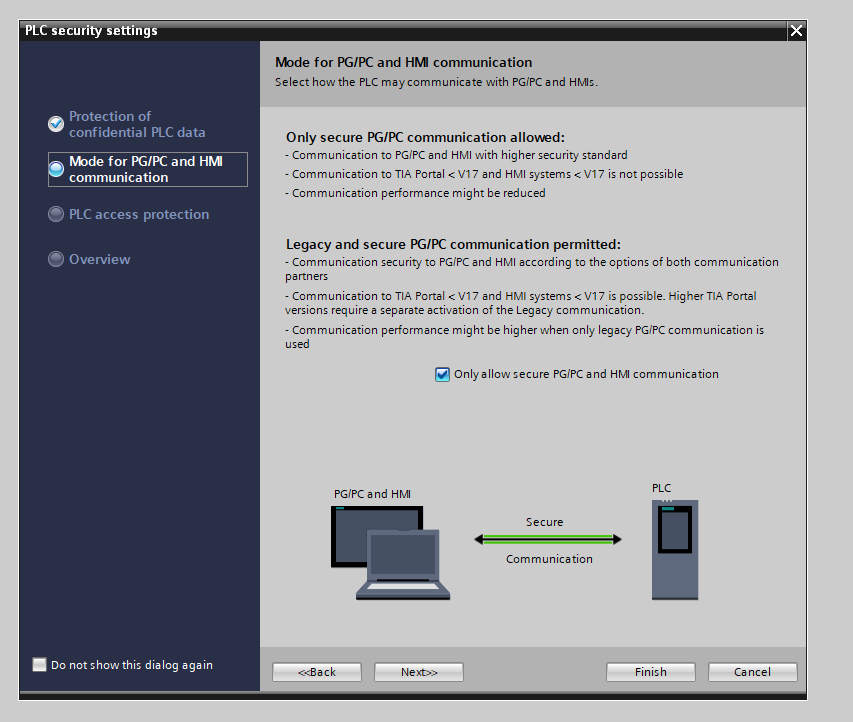 PLC security settings
Protection of
confidential PLC data
Mode for PG/PC and HMI
communication
PLC access protection
Overview
Do not show this dialog again
Mode for PG/PC and HMI communication
Select how the PLC may communicate with PG/PC and HMIs.
Only secure PG/PC communication allowed:
- Communication to PG/PC and HMI with higher security standard
- Communication to TIA Portal < V17 and HMI systems < V17 is not possible
- Communication performance might be reduced
Legacy and secure PG/PC communication permitted:
- Communication security to PG/PC and HMI according to the options of both communication
partners
- Communication to TIA Portal < V17 and HMI systems < V17 is possible. Higher TIA Portal
versions require a separate activation of the Legacy communication.
- Communication performance might be higher when only legacy PG/PC communication is
used
Only allow secure PG/PC and HMI communication
PG/PC and HMI
PLC
Secure
Communication
<<Back
Next>>
Finish
Cancel